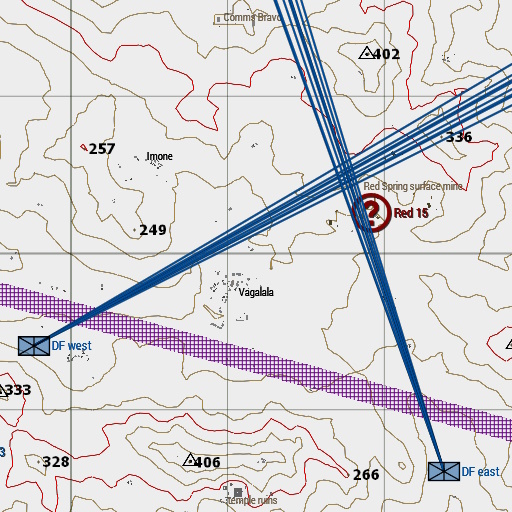 Comms Bravo
402
336
257
Imone
Red Spring surface mine
Red 15
249
Vagalala
DF west
333
3
406
328
266
DF east
temple ruins